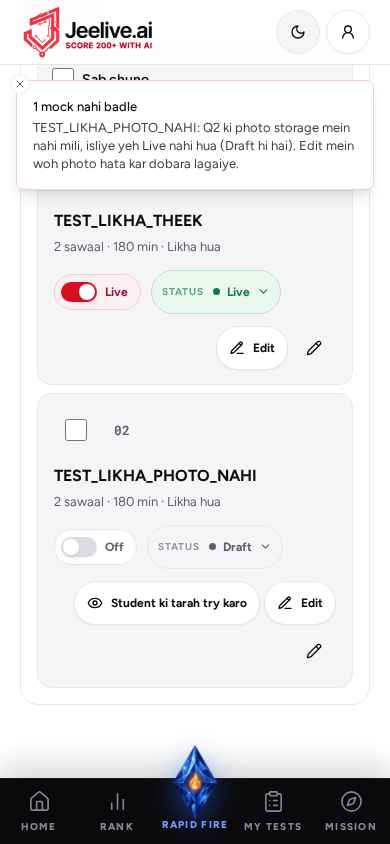 Jeelive.ai
SCORE 200+ WITH AI
Sab chuno
1 mock nahi badle
TEST_LIKHA_PHOTO_NAHI: Q2 ki photo storage mein
nahi mili, isliye yeh Live nahi hua (Draft hi hai). Edit mein
woh photo hata kar dobara lagaiye.
TEST_LIKHA_THEEK
2 sawaal · 180 min · Likha hua
Live STATUS Live
Edit
02
TEST_LIKHA_PHOTO_NAHI
2 sawaal · 180 min · Likha hua
Off STATUS Draft
Student ki tarah try karo Edit
HOME RANK RAPID FIRE MY TESTS MISSION